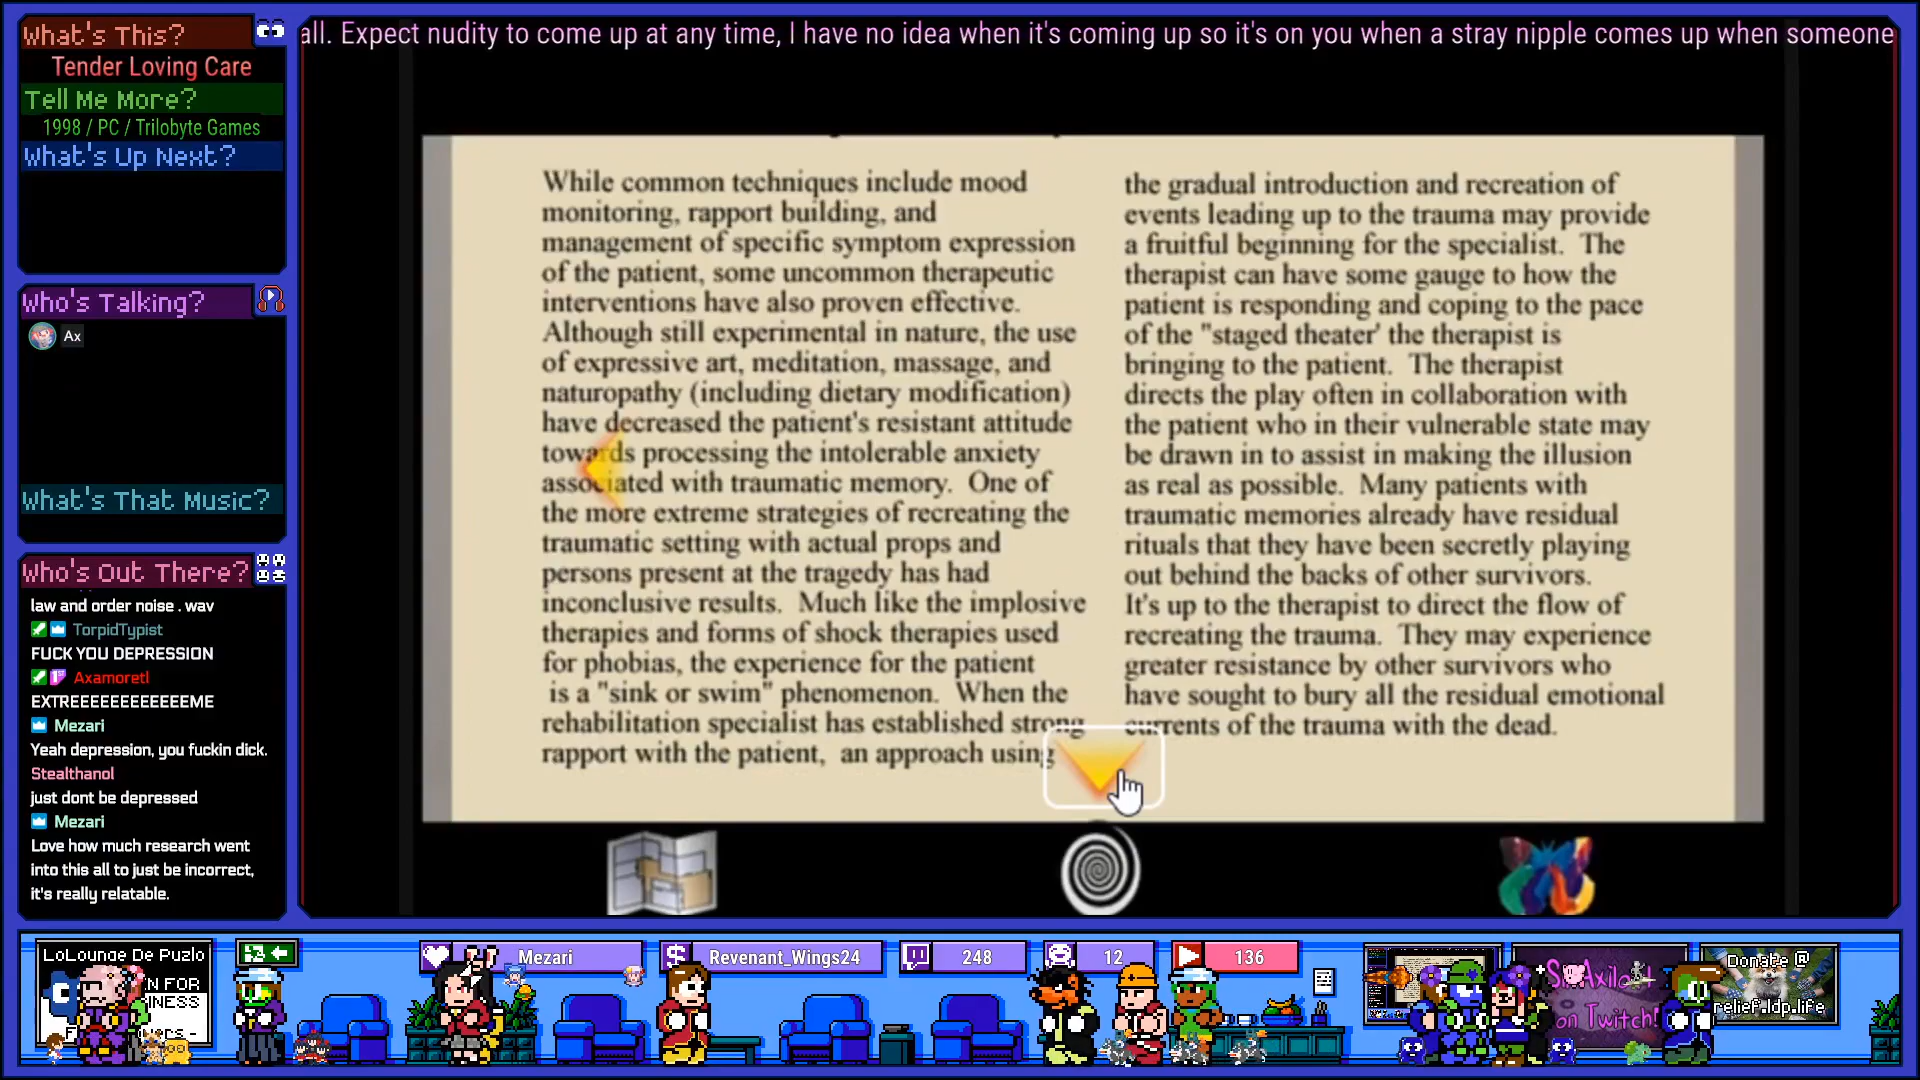 What's This?
Tender Loving Care
Tell Me More?
1998 / PC / Trilobyte Games
What's Up Next?
Who's Talking?
Ax
What's That Music?
Who's Out There?
law and order noise . wav
TorpidTypist
FUCK YOU DEPRESSION
Axamoretl
EXTREEEEEEEEEEEEME
Mezari
Yeah depression, you fuckin dick.
Stealthanol
just dont be depressed
Mezari
Love how much research went
into this all to just be incorrect,
it's really relatable.
all. Expect nudity to come up at any time, I have no idea when it's coming up so it's on you when a stray nipple comes up when someone
While common techniques include mood
monitoring, rapport building, and
management of specific symptom expression
of the patient, some uncommon therapeutic
interventions have also proven effective.
Although still experimental in nature, the use
of expressive art, meditation, massage, and
naturopathy (including dietary modification)
have decreased the patient's resistant attitude
towards processing the intolerable anxiety
associated with traumatic memory.  One of
the more extreme strategies of recreating the
traumatic setting with actual props and
persons present at the tragedy has had
inconclusive results.  Much like the implosive
therapies and forms of shock therapies used
for phobias, the experience for the patient
is a "sink or swim" phenomenon.  When the
rehabilitation specialist has established strong
rapport with the patient,  an approach using
the gradual introduction and recreation of
events leading up to the trauma may provide
a fruitful beginning for the specialist.  The
therapist can have some gauge to how the
patient is responding and coping to the pace
of the "staged theater' the therapist is
bringing to the patient.  The therapist
directs the play often in collaboration with
the patient who in their vulnerable state may
be drawn in to assist in making the illusion
as real as possible.  Many patients with
traumatic memories already have residual
rituals that they have been secretly playing
out behind the backs of other survivors.
It's up to the therapist to direct the flow of
recreating the trauma.  They may experience
greater resistance by other survivors who
have sought to bury all the residual emotional
currents of the trauma with the dead.
LoLounge De Puzlo
Mezari
Revenant_Wings24
248
12
136
on Twitch!
Donate @
relief.ldp.life